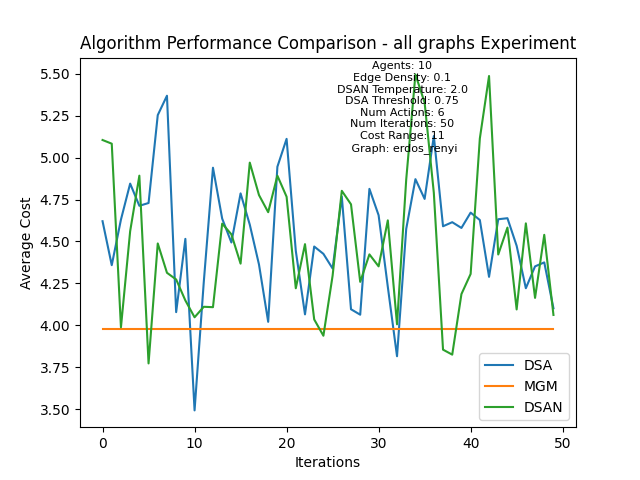 Algorithm Performance Comparison - all graphs Experiment
Agents: 10
Edge Density: 0.1
DSAN Temperature: 2.0
DSA Threshold: 0.75
Num Actions: 6
Num Iterations: 50
Cost Range: 11
Graph: erdos_renyi
Average Cost
5.50
5.25
5.00
4.75
4.50
4.25
4.00
3.75
3.50
DSA
MGM
DSAN
0 10 20 30 40 50
Iterations